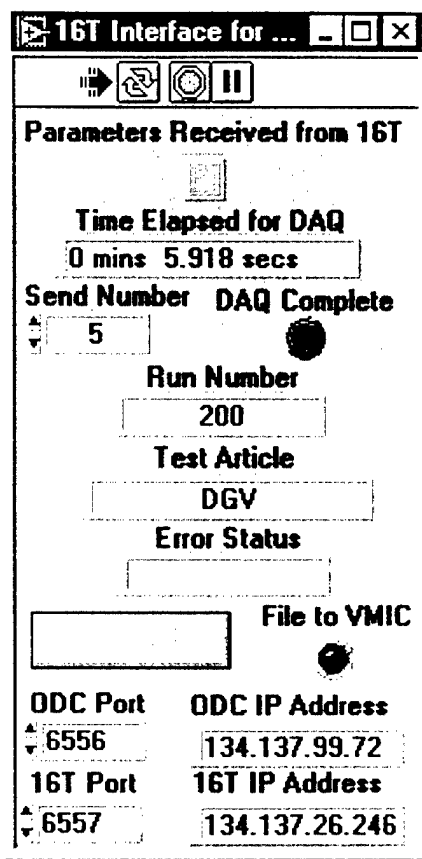 16T Interface for ...
Parameters Received from 16T
Time Elapsed for DAQ
0 mins 5.918 secs
Send Number DAQ Complete
5
Run Number
200
Test Article
DGV
Error Status
File to VMIC
ODC Port ODC IP Address
6556 134.137.99.72
16T Port 16T IP Address
6557 134.137.26.246